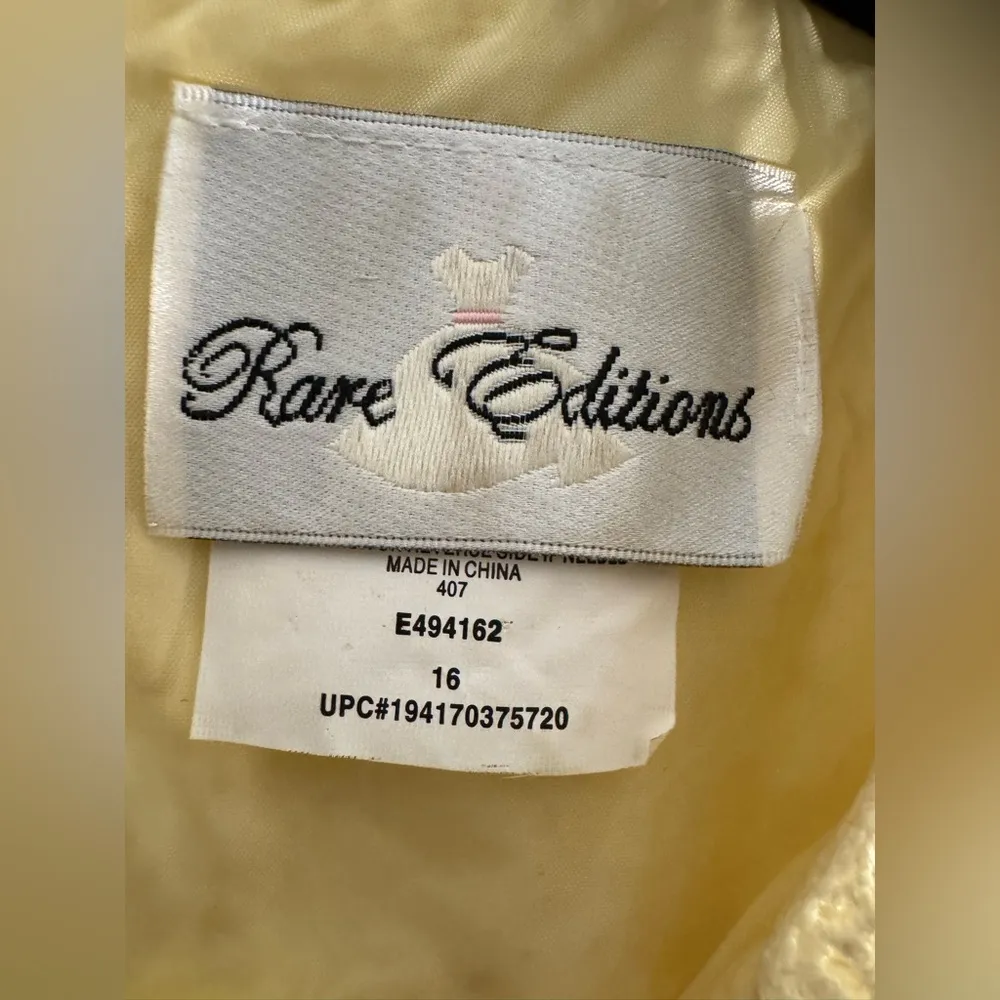 Rare Editions
MADE IN CHINA
407
E494162
16
UPC#194170375720